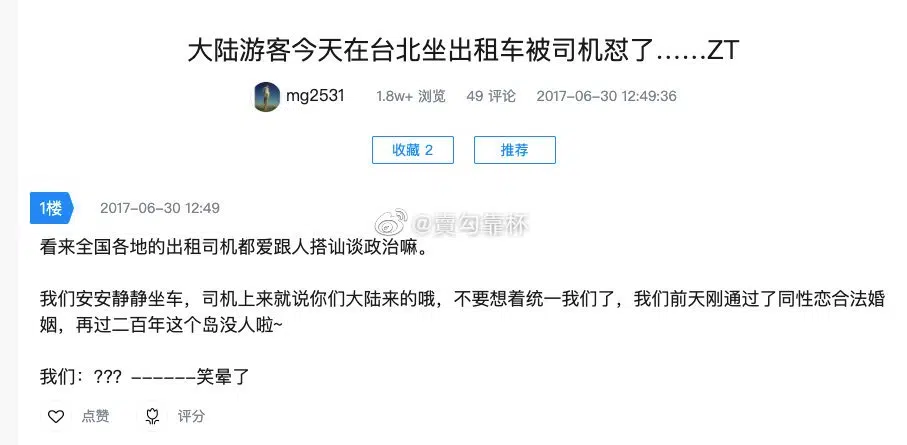 大陆游客今天在台北坐出租车被司机怼了......ZT
mg2531 1.8w+ 浏览 49 评论 2017-06-30 12:49:36
收藏 2 推荐
1楼 2017-06-30 12:49
@賣勾靠杯
看来全国各地的出租司机都爱跟人搭讪谈政治嘛。
我们安安静静坐车，司机上来就说你们大陆来的哦，不要想着统一我们了，我们前天刚通过了同性恋合法婚
姻，再过二百年这个岛没人啦~
我们：??? ------笑晕了
点赞 评分